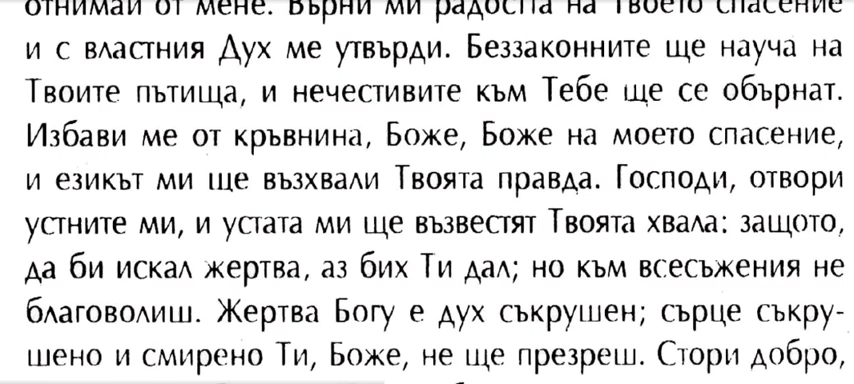 отнимай от мене. Върни ми радостта на Твоето спасение
и с властния Дух ме утвърди. Беззаконните ще науча на
Твоите пътища, и нечестивите към Тебе ще се обърнат.
Избави ме от кръвнина, Боже, Боже на моето спасение,
и езикът ми ще възхвали Твоята правда. Господи, отвори
устните ми, и устата ми ще възвестят Твоята хвала: защото,
да би искал жертва, аз бих Ти дал; но към всесъжения не
благоволиш. Жертва Богу е дух съкрушен; сърце съкру-
шено и смирено Ти, Боже, не ще презреш. Стори добро,